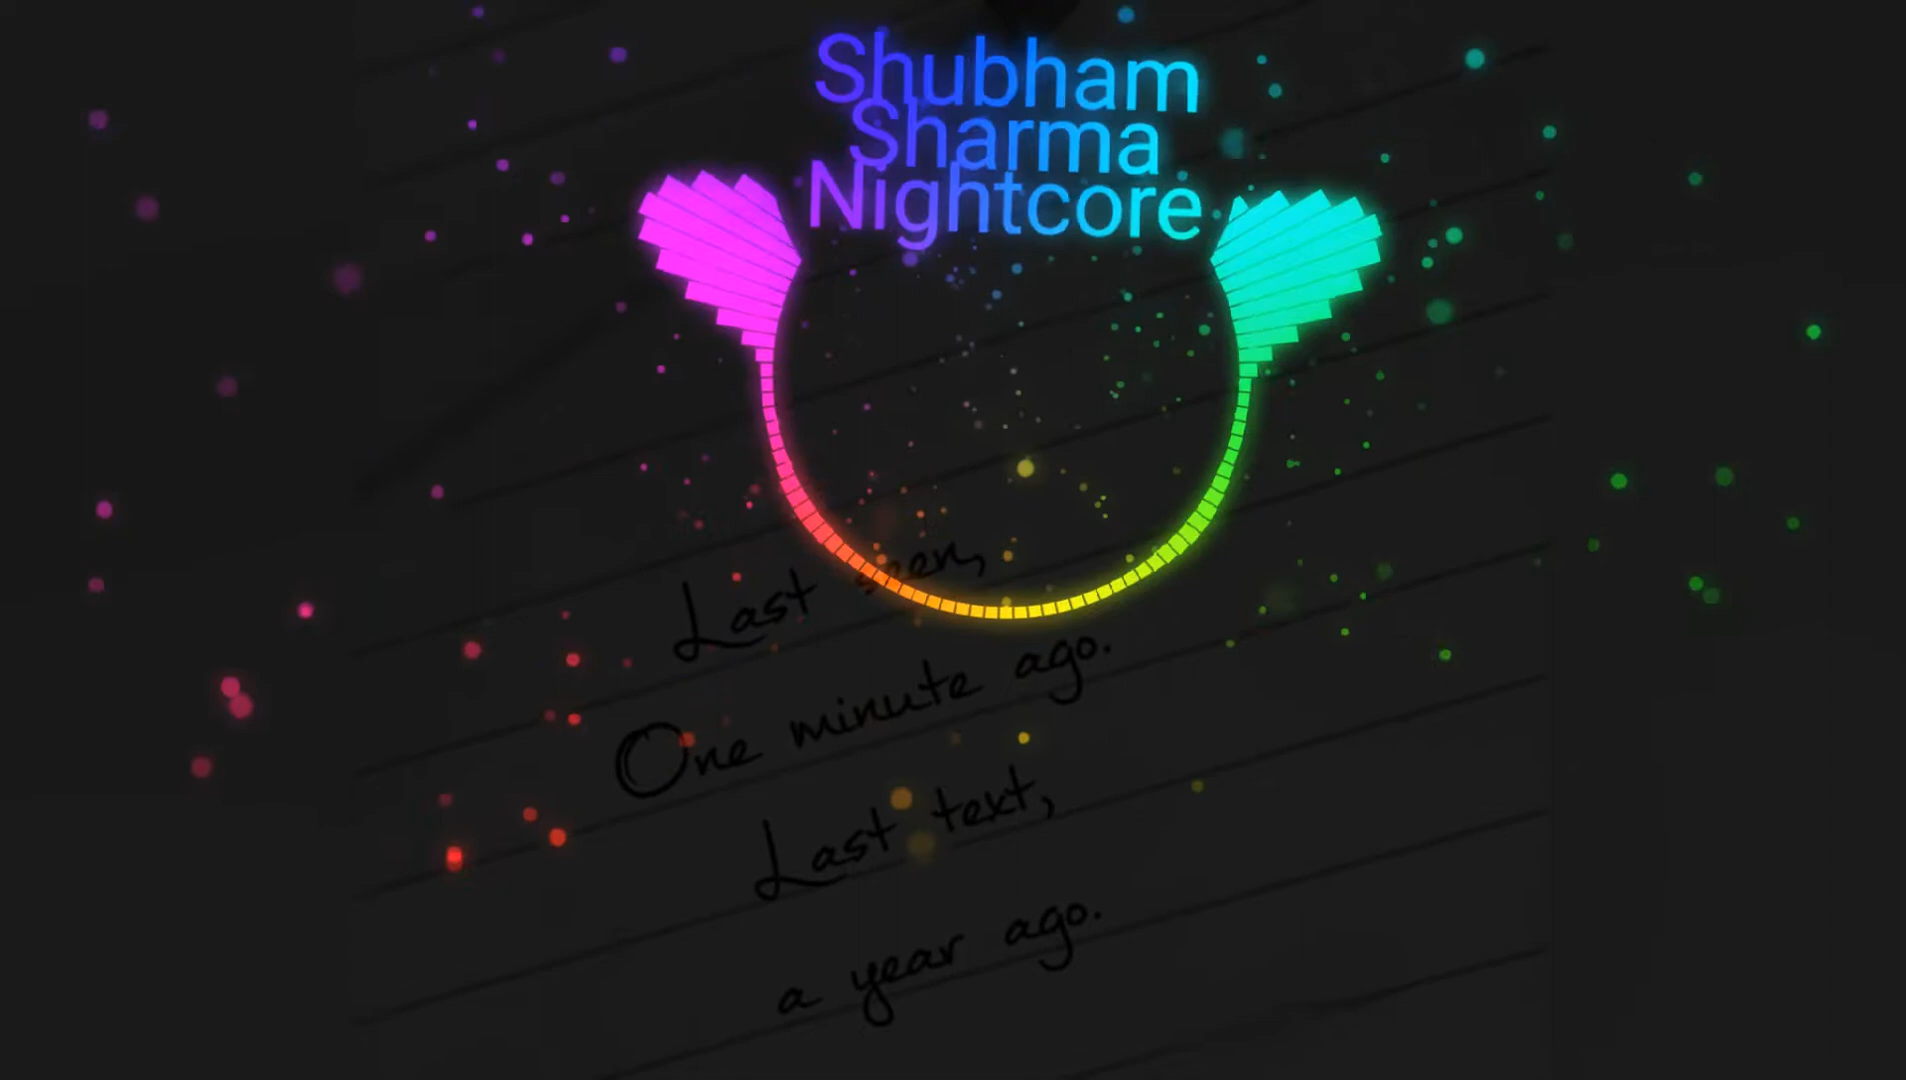 Shubham
Sharma
Nightcore
Last seen,
One minute ago.
Last text,
a year ago.